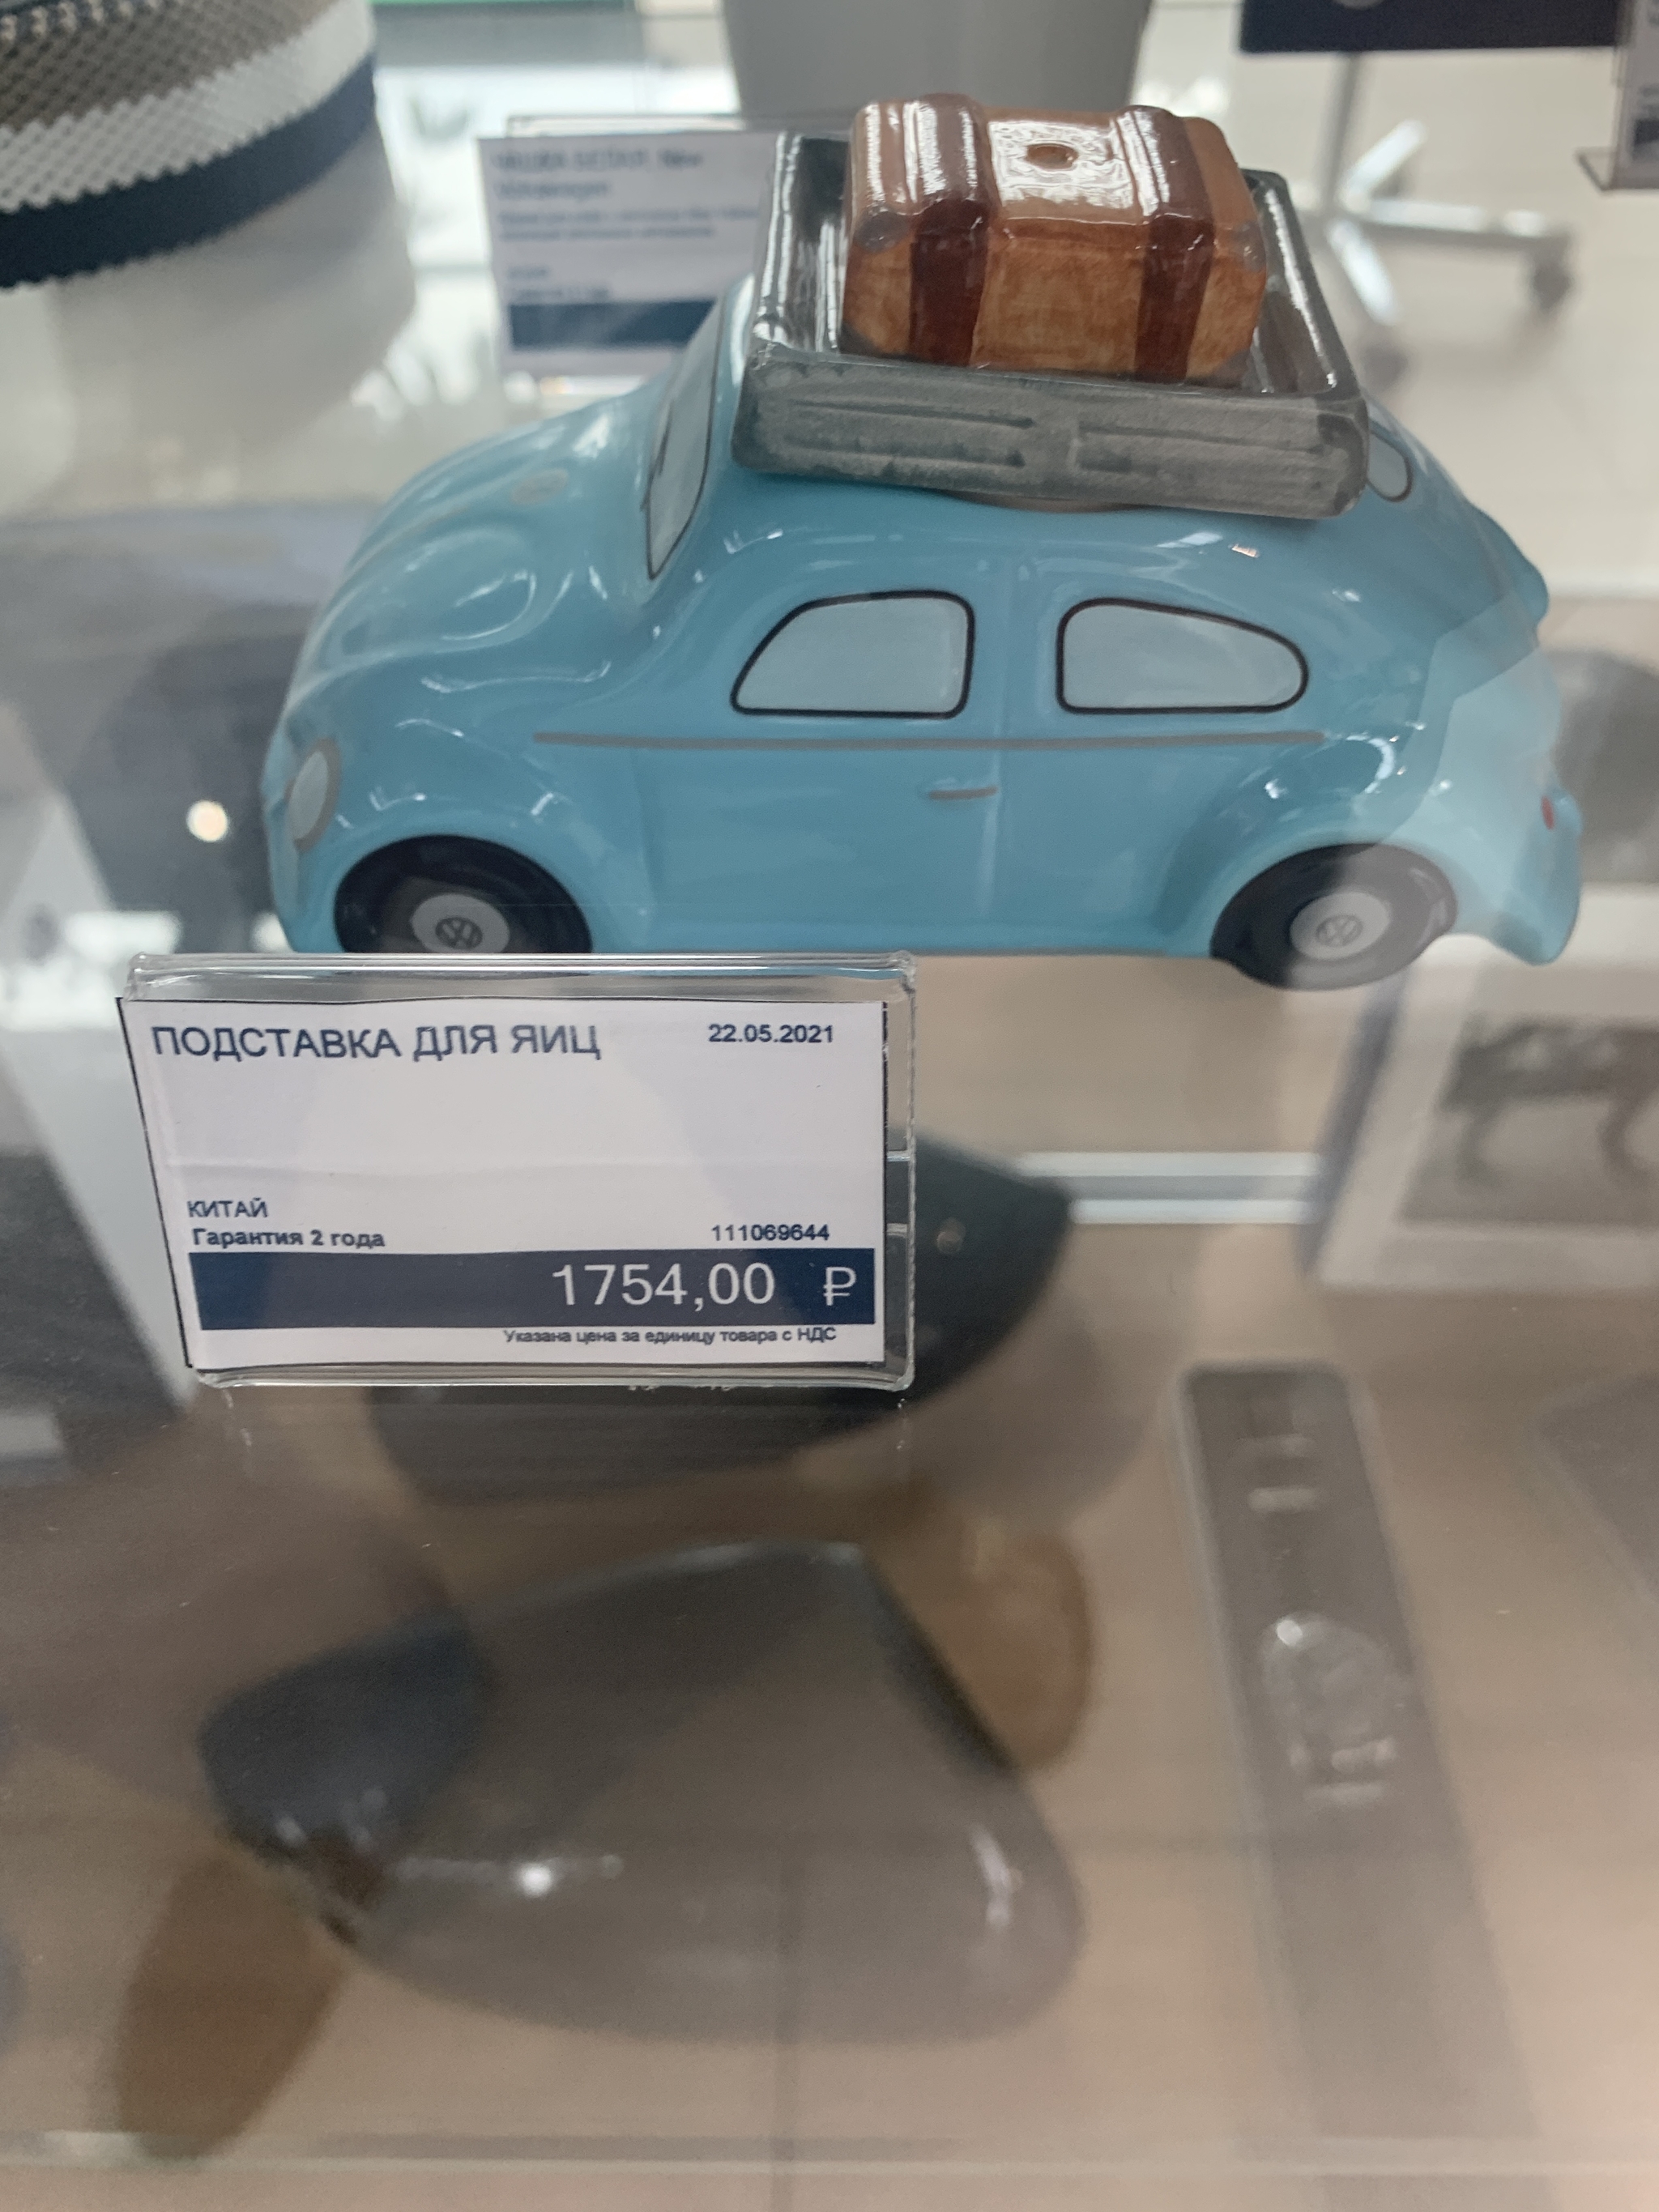 ПОДСТАВКА ДЛЯ ЯИЦ
22.05.2021
КИТАЙ
Гарантия 2 года
111069644
1754,00 ₽
Указана цена за единицу товара с НДС